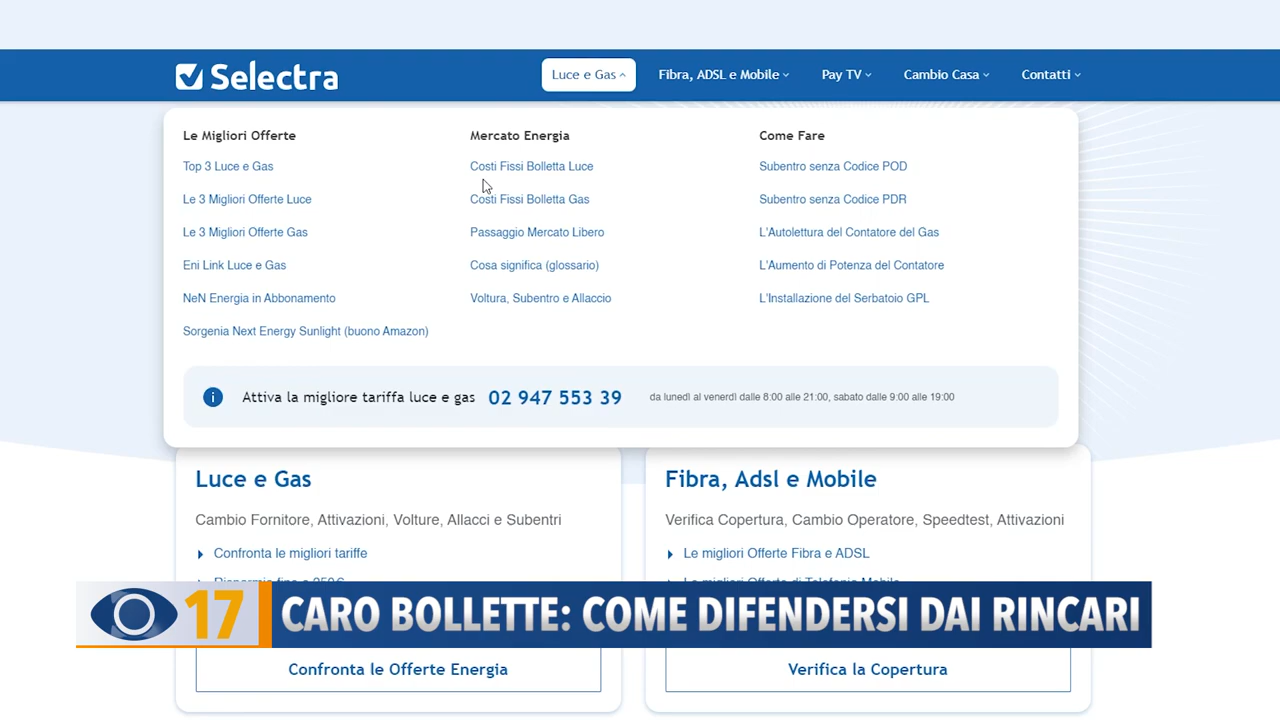 Selectra
Luce e Gas
Fibra, ADSL e Mobile
Pay TV
Cambio Casa
Contatti
Le Migliori Offerte
Top 3 Luce e Gas
Le 3 Migliori Offerte Luce
Le 3 Migliori Offerte Gas
Eni Link Luce e Gas
NeN Energia in Abbonamento
Sorgenia Next Energy Sunlight (buono Amazon)
Mercato Energia
Costi Fissi Bolletta Luce
Costi Fissi Bolletta Gas
Passaggio Mercato Libero
Cosa significa (glossario)
Voltura, Subentro e Allaccio
Come Fare
Subentro senza Codice POD
Subentro senza Codice PDR
L'Autolettura del Contatore del Gas
L'Aumento di Potenza del Contatore
L'Installazione del Serbatoio GPL
Attiva la migliore tariffa luce e gas 02 947 553 39 da lunedì al venerdì dalle 8:00 alle 21:00, sabato dalle 9:00 alle 19:00
Luce e Gas
Cambio Fornitore, Attivazioni, Volture, Allacci e Subentri
Confronta le migliori tariffe
Fibra, Adsl e Mobile
Verifica Copertura, Cambio Operatore, Speedtest, Attivazioni
Le migliori Offerte Fibra e ADSL
17 CARO BOLLETTE: COME DIFENDERSI DAI RINCARI
Confronta le Offerte Energia
Verifica la Copertura